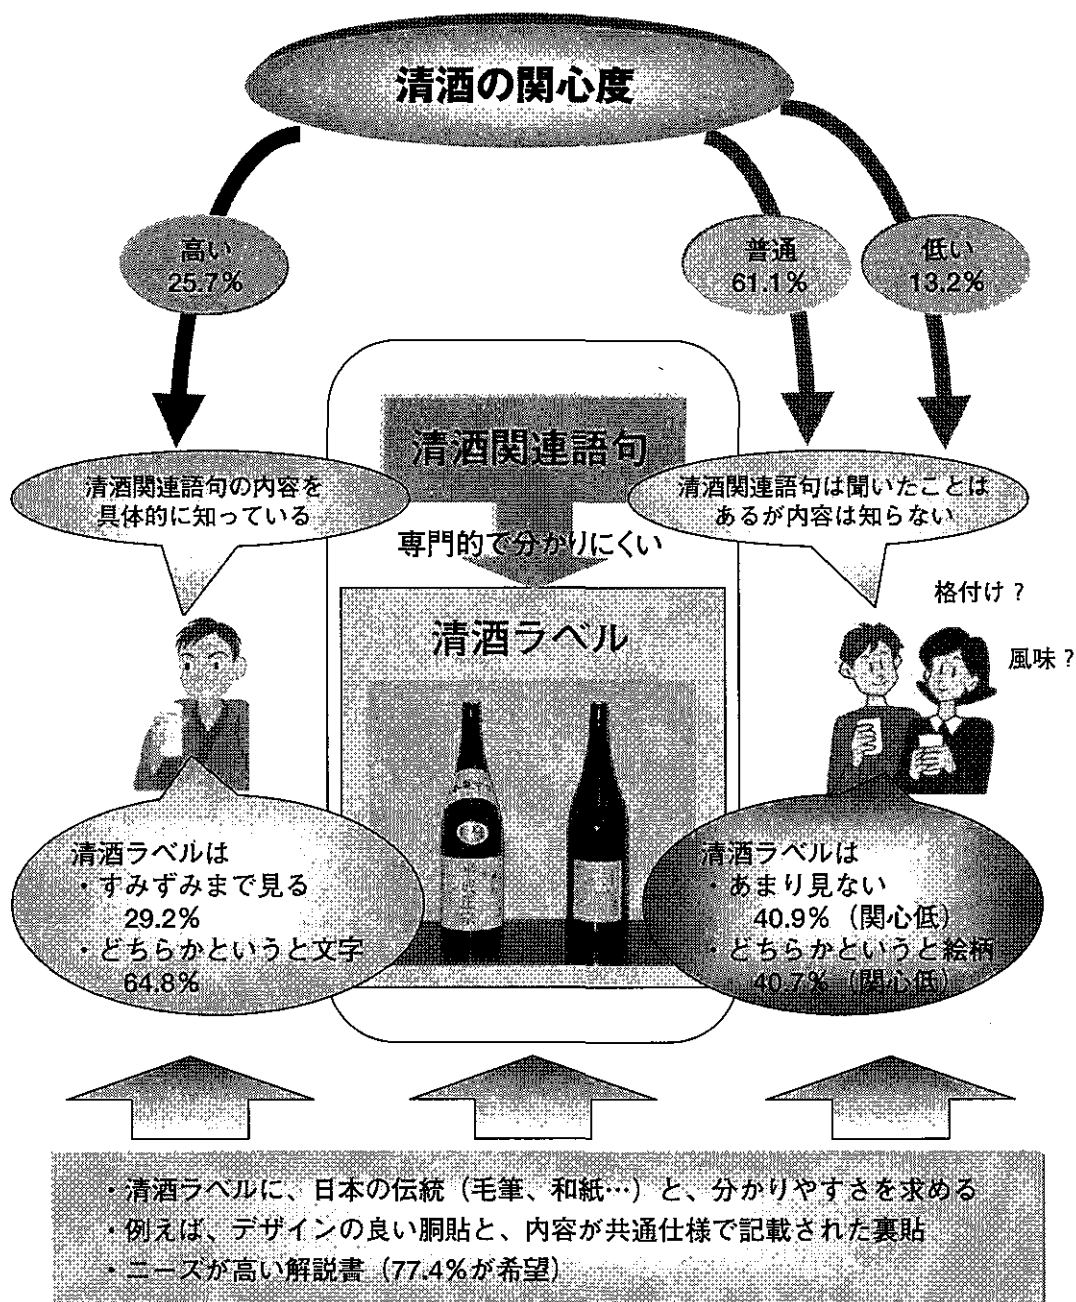 清酒の関心度
高い
25.7%
普通
61.1%
低い
13.2%
清酒関連語句
清酒関連語句の内容を
具体的に知っている
清酒関連語句は聞いたことは
あるが内容は知らない
専門的で分かりにくい
格付け？
風味？
清酒ラベル
清酒ラベルは
・すみずみまで見る
29.2%
・どちらかというと文字
64.8%
清酒ラベルは
・あまり見ない
40.9%（関心低）
・どちらかというと絵柄
40.7%（関心低）
・清酒ラベルに、日本の伝統（毛筆、和紙…）と、分かりやすさを求める
・例えば、デザインの良い胴貼と、内容が共通仕様で記載された裏貼
・ニーズが高い解説書（77.4%が希望）